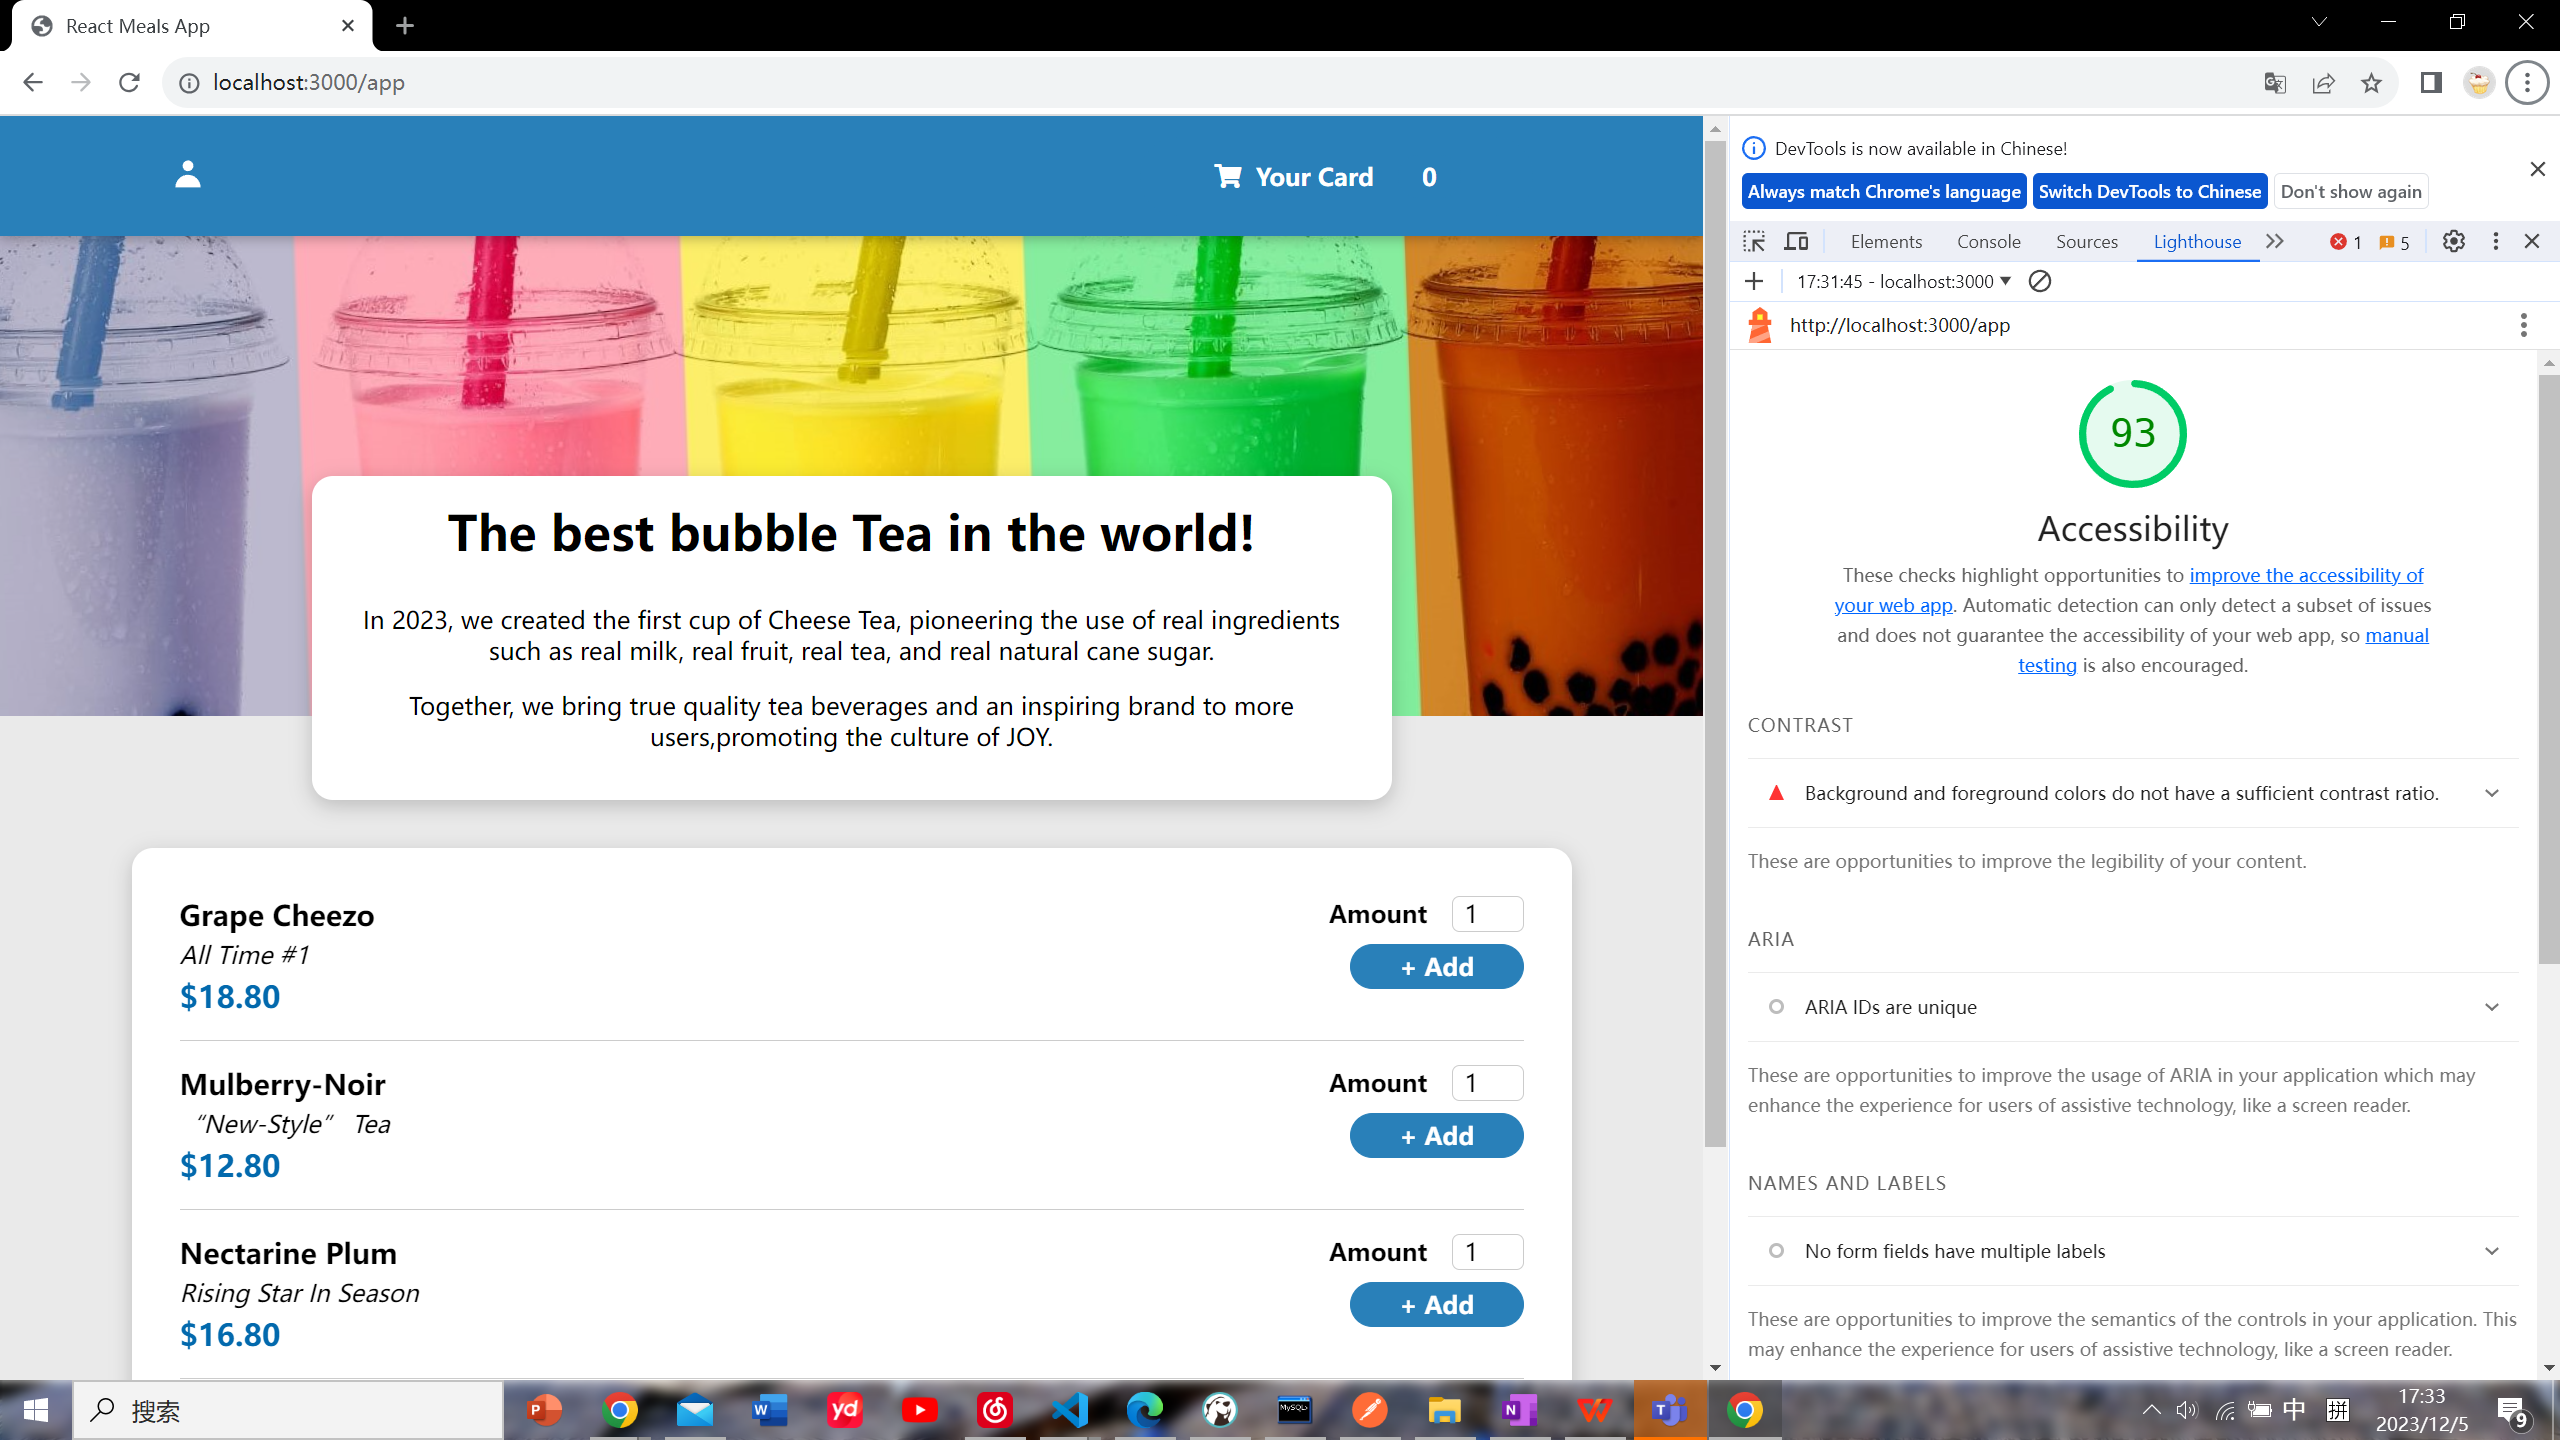 React Meals App
localhost:3000/app
Your Card 0
The best bubble Tea in the world!
In 2023, we created the first cup of Cheese Tea, pioneering the use of real ingredients
such as real milk, real fruit, real tea, and real natural cane sugar.
Together, we bring true quality tea beverages and an inspiring brand to more
users,promoting the culture of JOY.
Grape Cheezo
All Time #1
$18.80
Amount 1
+ Add
Mulberry-Noir
“New-Style” Tea
$12.80
Amount 1
+ Add
Nectarine Plum
Rising Star In Season
$16.80
Amount 1
+ Add
DevTools is now available in Chinese!
Always match Chrome's language Switch DevTools to Chinese Don't show again
Elements Console Sources Lighthouse 1 5
17:31:45 - localhost:3000
http://localhost:3000/app
93
Accessibility
These checks highlight opportunities to improve the accessibility of
your web app. Automatic detection can only detect a subset of issues
and does not guarantee the accessibility of your web app, so manual
testing is also encouraged.
CONTRAST
Background and foreground colors do not have a sufficient contrast ratio.
These are opportunities to improve the legibility of your content.
ARIA
ARIA IDs are unique
These are opportunities to improve the usage of ARIA in your application which may
enhance the experience for users of assistive technology, like a screen reader.
NAMES AND LABELS
No form fields have multiple labels
These are opportunities to improve the semantics of the controls in your application. This
may enhance the experience for users of assistive technology, like a screen reader.
搜索
P
W
yd
MySQL
N
T
中
拼
17:33
2023/12/5
9